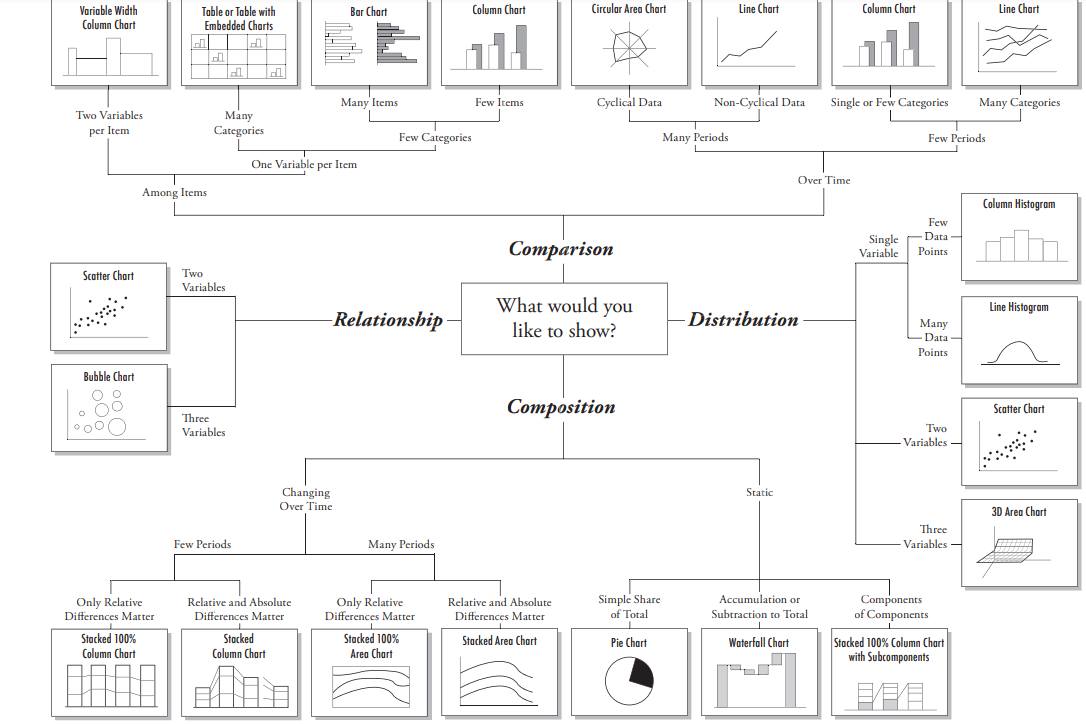 Variable Width
Column Chart
Table or Table with
Embedded Charts
Bar Chart
Column Chart
Circular Area Chart
Line Chart
Column Chart
Line Chart
Two Variables
per Item
Many
Categories
Many Items
Few Items
Cyclical Data
Non-Cyclical Data
Single or Few Categories
Many Categories
Few Categories
Many Periods
Few Periods
One Variable per Item
Among Items
Over Time
Comparison
What would you
like to show?
Relationship
Two
Variables
Scatter Chart
Three
Variables
Bubble Chart
Distribution
Single
Variable
Few
Data
Points
Column Histogram
Many
Data
Points
Line Histogram
Two
Variables
Scatter Chart
Three
Variables
3D Area Chart
Composition
Changing
Over Time
Static
Few Periods
Many Periods
Only Relative
Differences Matter
Relative and Absolute
Differences Matter
Only Relative
Differences Matter
Relative and Absolute
Differences Matter
Simple Share
of Total
Accumulation or
Subtraction to Total
Components
of Components
Stacked 100%
Column Chart
Stacked
Column Chart
Stacked 100%
Area Chart
Stacked Area Chart
Pie Chart
Waterfall Chart
Stacked 100% Column Chart
with Subcomponents